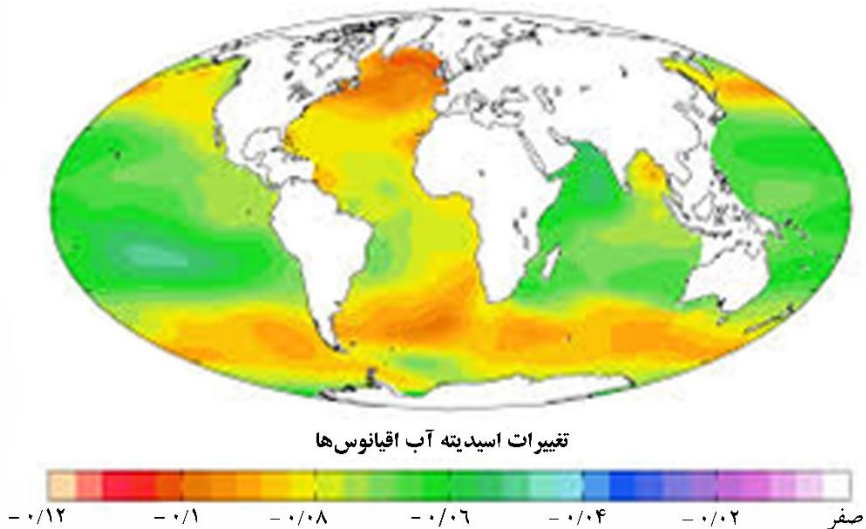 تغییرات اسیدیته آب اقیانوس‌ها
-۰/۱۲ -۰/۱ -۰/۰۸ -۰/۰۶ -۰/۰۴ -۰/۰۲ صفر